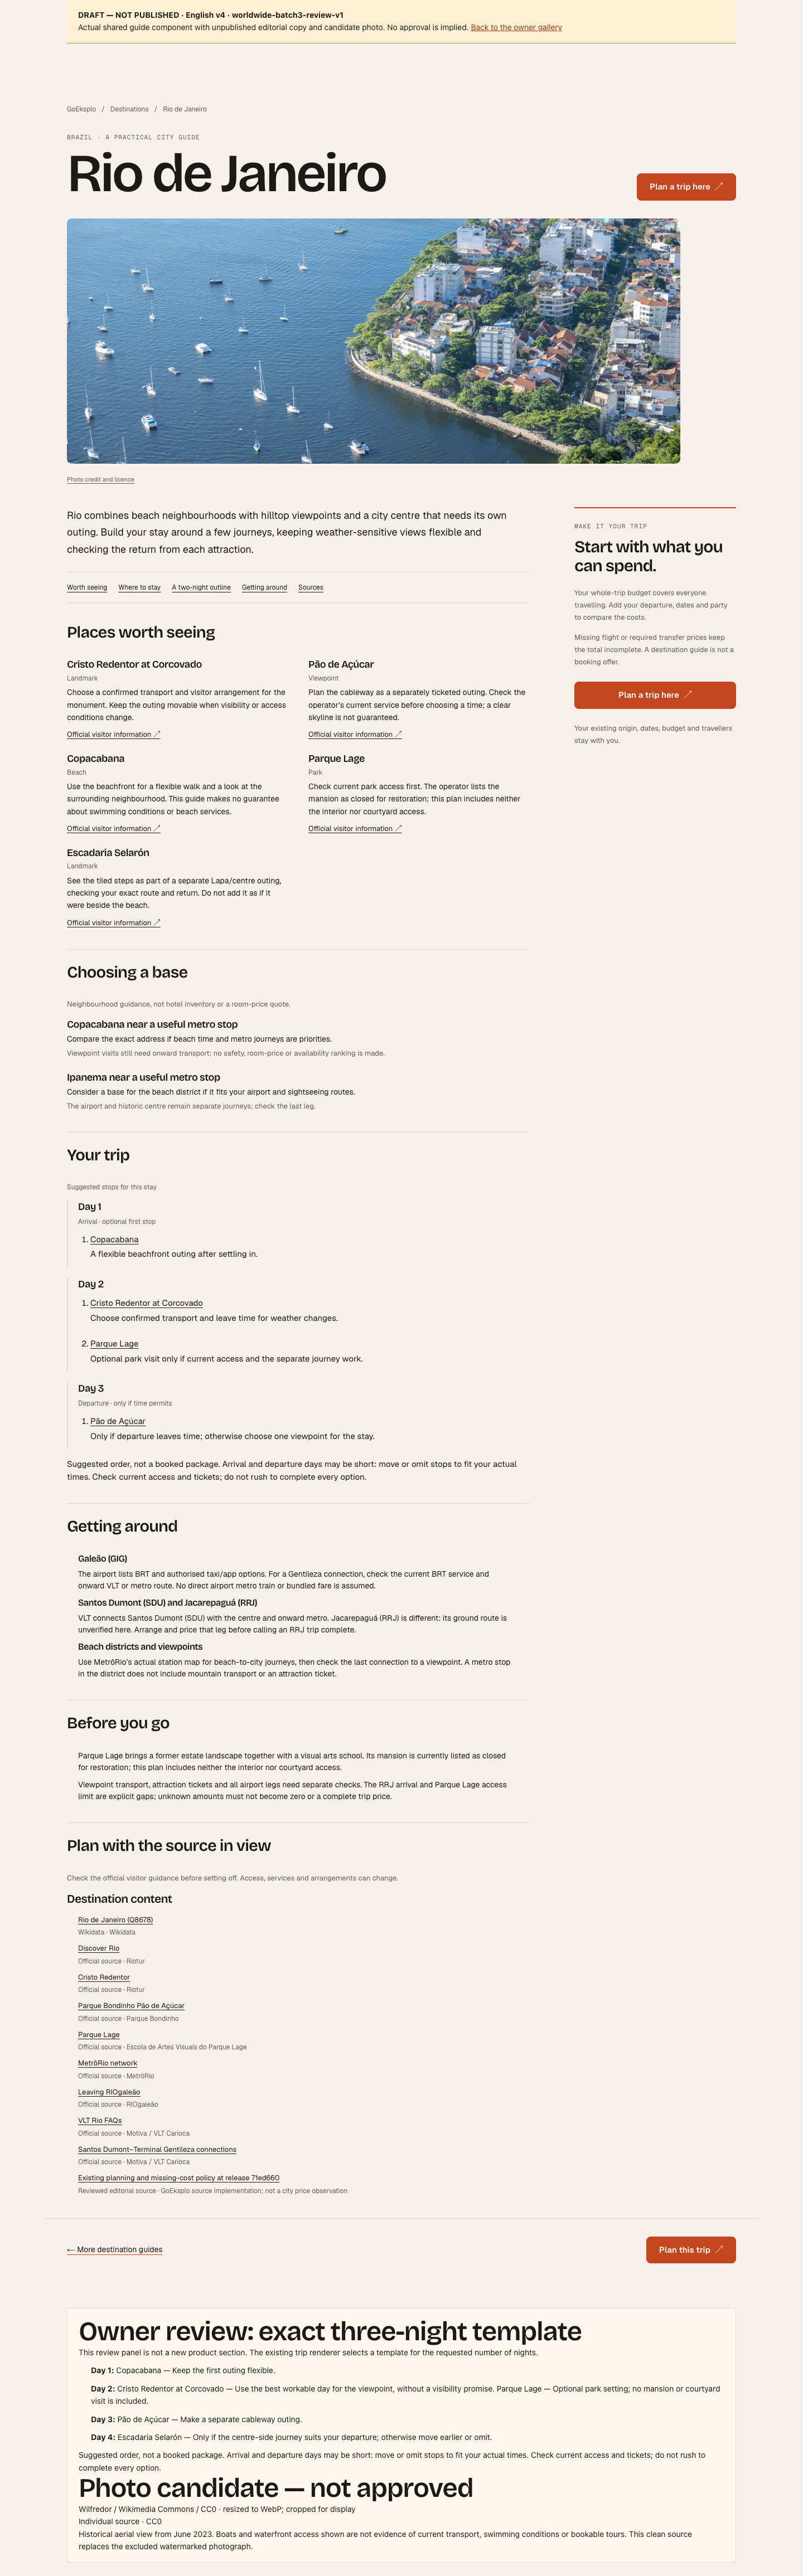 DRAFT — NOT PUBLISHED · English v4 · worldwide-batch3-review-v1
Actual shared guide component with unpublished editorial copy and candidate photo. No approval is implied. Back to the owner gallery
GoEksplo / Destinations / Rio de Janeiro
BRAZIL · A PRACTICAL CITY GUIDE
Rio de Janeiro
Plan a trip here ↗
Photo credit and licence
Rio combines beach neighbourhoods with hilltop viewpoints and a city centre that needs its own
outing. Build your stay around a few journeys, keeping weather-sensitive views flexible and
checking the return from each attraction.
Worth seeing Where to stay A two-night outline Getting around Sources
MAKE IT YOUR TRIP
Start with what you
can spend.
Your whole-trip budget covers everyone
travelling. Add your departure, dates and party
to compare the costs.
Missing flight or required transfer prices keep
the total incomplete. A destination guide is not a
booking offer.
Plan a trip here ↗
Your existing origin, dates, budget and travellers
stay with you.
Places worth seeing
Cristo Redentor at Corcovado
Landmark
Choose a confirmed transport and visitor arrangement for the
monument. Keep the outing movable when visibility or access
conditions change.
Official visitor information ↗
Pão de Açúcar
Viewpoint
Plan the cableway as a separately ticketed outing. Check the
operator's current service before choosing a time; a clear
skyline is not guaranteed.
Official visitor information ↗
Copacabana
Beach
Use the beachfront for a flexible walk and a look at the
surrounding neighbourhood. This guide makes no guarantee
about swimming conditions or beach services.
Official visitor information ↗
Parque Lage
Park
Check current park access first. The operator lists the
mansion as closed for restoration; this plan includes neither
the interior nor courtyard access.
Official visitor information ↗
Escadaria Selarón
Landmark
See the tiled steps as part of a separate Lapa/centre outing,
checking your exact route and return. Do not add it as if it
were beside the beach.
Official visitor information ↗
Choosing a base
Neighbourhood guidance, not hotel inventory or a room-price quote.
Copacabana near a useful metro stop
Compare the exact address if beach time and metro journeys are priorities.
Viewpoint visits still need onward transport; no safety, room-price or availability ranking is made.
Ipanema near a useful metro stop
Consider a base for the beach district if it fits your airport and sightseeing routes.
The airport and historic centre remain separate journeys; check the last leg.
Your trip
Suggested stops for this stay
Day 1
Arrival · optional first stop
1. Copacabana
A flexible beachfront outing after settling in.
Day 2
1. Cristo Redentor at Corcovado
Choose confirmed transport and leave time for weather changes.
2. Parque Lage
Optional park visit only if current access and the separate journey work.
Day 3
Departure · only if time permits
1. Pão de Açúcar
Only if departure leaves time; otherwise choose one viewpoint for the stay.
Suggested order, not a booked package. Arrival and departure days may be short: move or omit stops to fit your actual
times. Check current access and tickets; do not rush to complete every option.
Getting around
Galeão (GIG)
The airport lists BRT and authorised taxi/app options. For a Gentileza connection, check the current BRT service and
onward VLT or metro route. No direct airport metro train or bundled fare is assumed.
Santos Dumont (SDU) and Jacarepaguá (RRJ)
VLT connects Santos Dumont (SDU) with the centre and onward metro. Jacarepaguá (RRJ) is different: its ground route is
unverified here. Arrange and price that leg before calling an RRJ trip complete.
Beach districts and viewpoints
Use MetrôRio's actual station map for beach-to-city journeys, then check the last connection to a viewpoint. A metro stop
in the district does not include mountain transport or an attraction ticket.
Before you go
Parque Lage brings a former estate landscape together with a visual arts school. Its mansion is currently listed as closed
for restoration; this plan includes neither the interior nor courtyard access.
Viewpoint transport, attraction tickets and all airport legs need separate checks. The RRJ arrival and Parque Lage access
limit are explicit gaps; unknown amounts must not become zero or a complete trip price.
Plan with the source in view
Check the official visitor guidance before setting off. Access, services and arrangements can change.
Destination content
Rio de Janeiro (Q8678)
Wikidata · Wikidata
Discover Rio
Official source · Riotur
Cristo Redentor
Official source · Riotur
Parque Bondinho Pão de Açúcar
Official source · Parque Bondinho
Parque Lage
Official source · Escola de Artes Visuais do Parque Lage
MetrôRio network
Official source · MetrôRio
Leaving RIOgaleão
Official source · RIOgaleão
VLT Rio FAQs
Official source · Motiva / VLT Carioca
Santos Dumont–Terminal Gentileza connections
Official source · Motiva / VLT Carioca
Existing planning and missing-cost policy at release 71ed660
Reviewed editorial source · GoEksplo source implementation; not a city price observation
← More destination guides
Plan this trip ↗
Owner review: exact three-night template
This review panel is not a new product section. The existing trip renderer selects a template for the requested number of nights.
Day 1: Copacabana — Keep the first outing flexible.
Day 2: Cristo Redentor at Corcovado — Use the best workable day for the viewpoint, without a visibility promise. Parque Lage — Optional park setting; no mansion or courtyard
visit is included.
Day 3: Pão de Açúcar — Make a separate cableway outing.
Day 4: Escadaria Selarón — Only if the centre-side journey suits your departure; otherwise move earlier or omit.
Suggested order, not a booked package. Arrival and departure days may be short: move or omit stops to fit your actual times. Check current access and tickets; do not rush to
complete every option.
Photo candidate — not approved
Wilfredor / Wikimedia Commons / CC0 · resized to WebP; cropped for display
Individual source · CC0
Historical aerial view from June 2023. Boats and waterfront access shown are not evidence of current transport, swimming conditions or bookable tours. This clean source
replaces the excluded watermarked photograph.